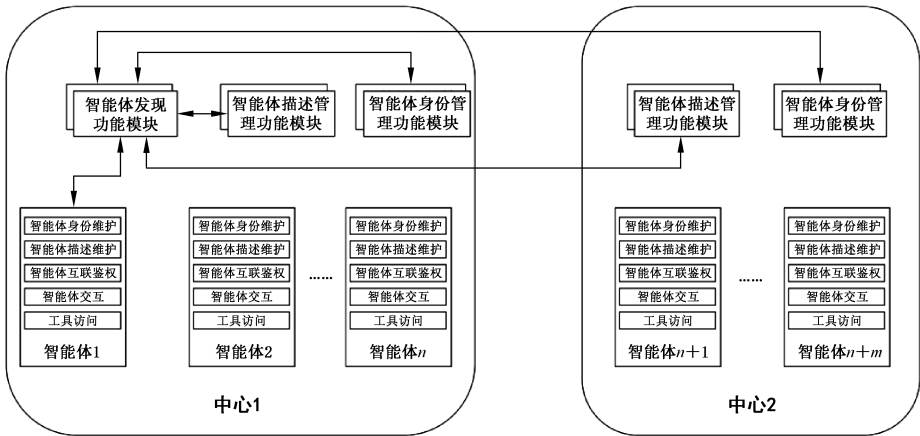 智能体发现
功能模块
智能体描述管
理功能模块
智能体身份管
理功能模块
智能体描述管
理功能模块
智能体身份管
理功能模块
智能体身份维护
智能体描述维护
智能体互联鉴权
智能体交互
工具访问
智能体1
智能体身份维护
智能体描述维护
智能体互联鉴权
智能体交互
工具访问
智能体2
……
智能体身份维护
智能体描述维护
智能体互联鉴权
智能体交互
工具访问
智能体n
中心1
智能体身份维护
智能体描述维护
智能体互联鉴权
智能体交互
工具访问
智能体n+1
……
智能体身份维护
智能体描述维护
智能体互联鉴权
智能体交互
工具访问
智能体n+m
中心2